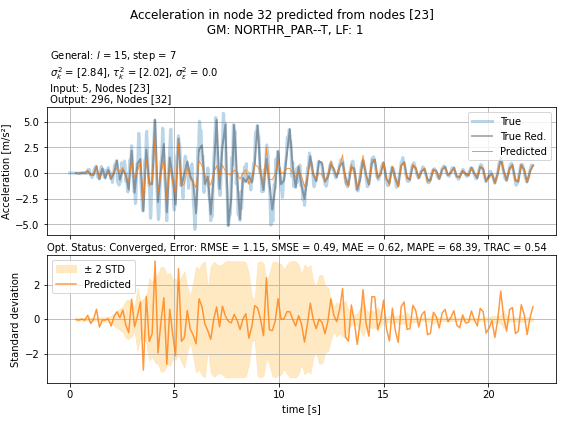 Acceleration in node 32 predicted from nodes [23]
GM: NORTHR_PAR--T, LF: 1
General: l = 15, step = 7
σ²ₖ = [2.84], τ²ₖ = [2.02], σ²ε = 0.0
Input: 5, Nodes [23]
Output: 296, Nodes [32]
Acceleration [m/s²]
5.0
2.5
0.0
−2.5
−5.0
True
True Red.
Predicted
Opt. Status: Converged, Error: RMSE = 1.15, SMSE = 0.49, MAE = 0.62, MAPE = 68.39, TRAC = 0.54
Standard deviation
2
0
−2
± 2 STD
Predicted
0
5
10
15
20
time [s]